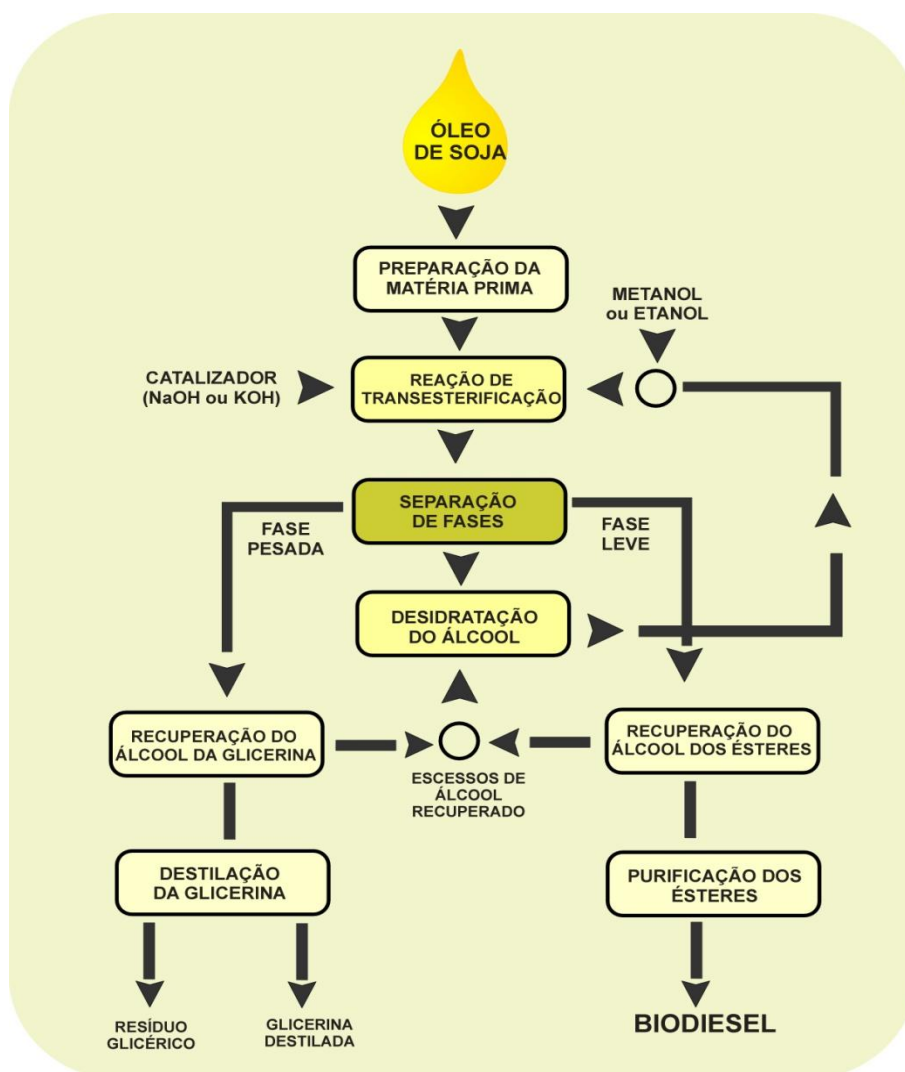 ÓLEO
DE SOJA
PREPARAÇÃO DA
MATÉRIA PRIMA
METANOL
ou ETANOL
CATALIZADOR
(NaOH ou KOH)
REAÇÃO DE
TRANSESTERIFICAÇÃO
SEPARAÇÃO
DE FASES
FASE
PESADA
FASE
LEVE
DESIDRATAÇÃO
DO ÁLCOOL
RECUPERAÇÃO DO
ÁLCOOL DA GLICERINA
ESCESSOS DE
ÁLCOOL
RECUPERADO
RECUPERAÇÃO DO
ÁLCOOL DOS ÉSTERES
DESTILAÇÃO
DA GLICERINA
PURIFICAÇÃO DOS
ÉSTERES
RESÍDUO
GLICÉRICO
GLICERINA
DESTILADA
BIODIESEL